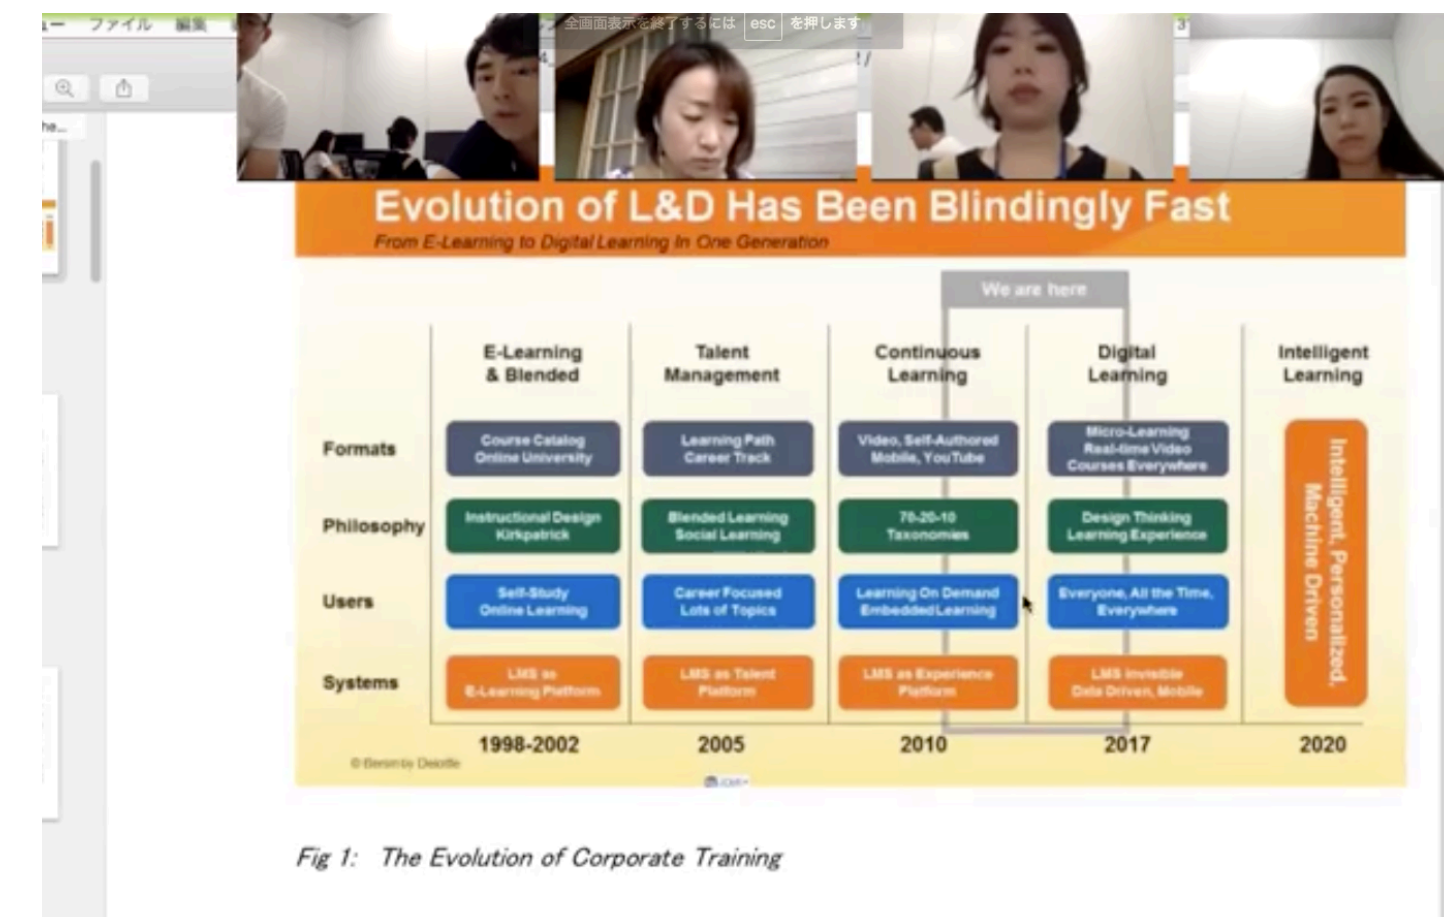 ファイル
編集
全画面表示を終了するには esc を押します
he...
Evolution of L&D Has Been Blindingly Fast
From E-Learning to Digital Learning In One Generation
We are here
E-Learning
& Blended
Talent
Management
Continuous
Learning
Digital
Learning
Intelligent
Learning
Formats
Course Catalog
Online University
Learning Path
Career Track
Video, Self-Authored
Mobile, YouTube
Micro-Learning
Real-time Video
Courses Everywhere
Intelligent, Personalized,
Machine Driven
Philosophy
Instructional Design
Kirkpatrick
Blended Learning
Social Learning
70-20-10
Taxonomies
Design Thinking
Learning Experience
Users
Self-Study
Online Learning
Career Focused
Lots of Topics
Learning On Demand
Embedded Learning
Everyone, All the Time,
Everywhere
Systems
LMS as
E-Learning Platform
LMS as Talent
Platform
LMS as Experience
Platform
LMS Invisible
Data Driven, Mobile
1998-2002
2005
2010
2017
2020
© Bersin by Deloitte
Fig 1: The Evolution of Corporate Training